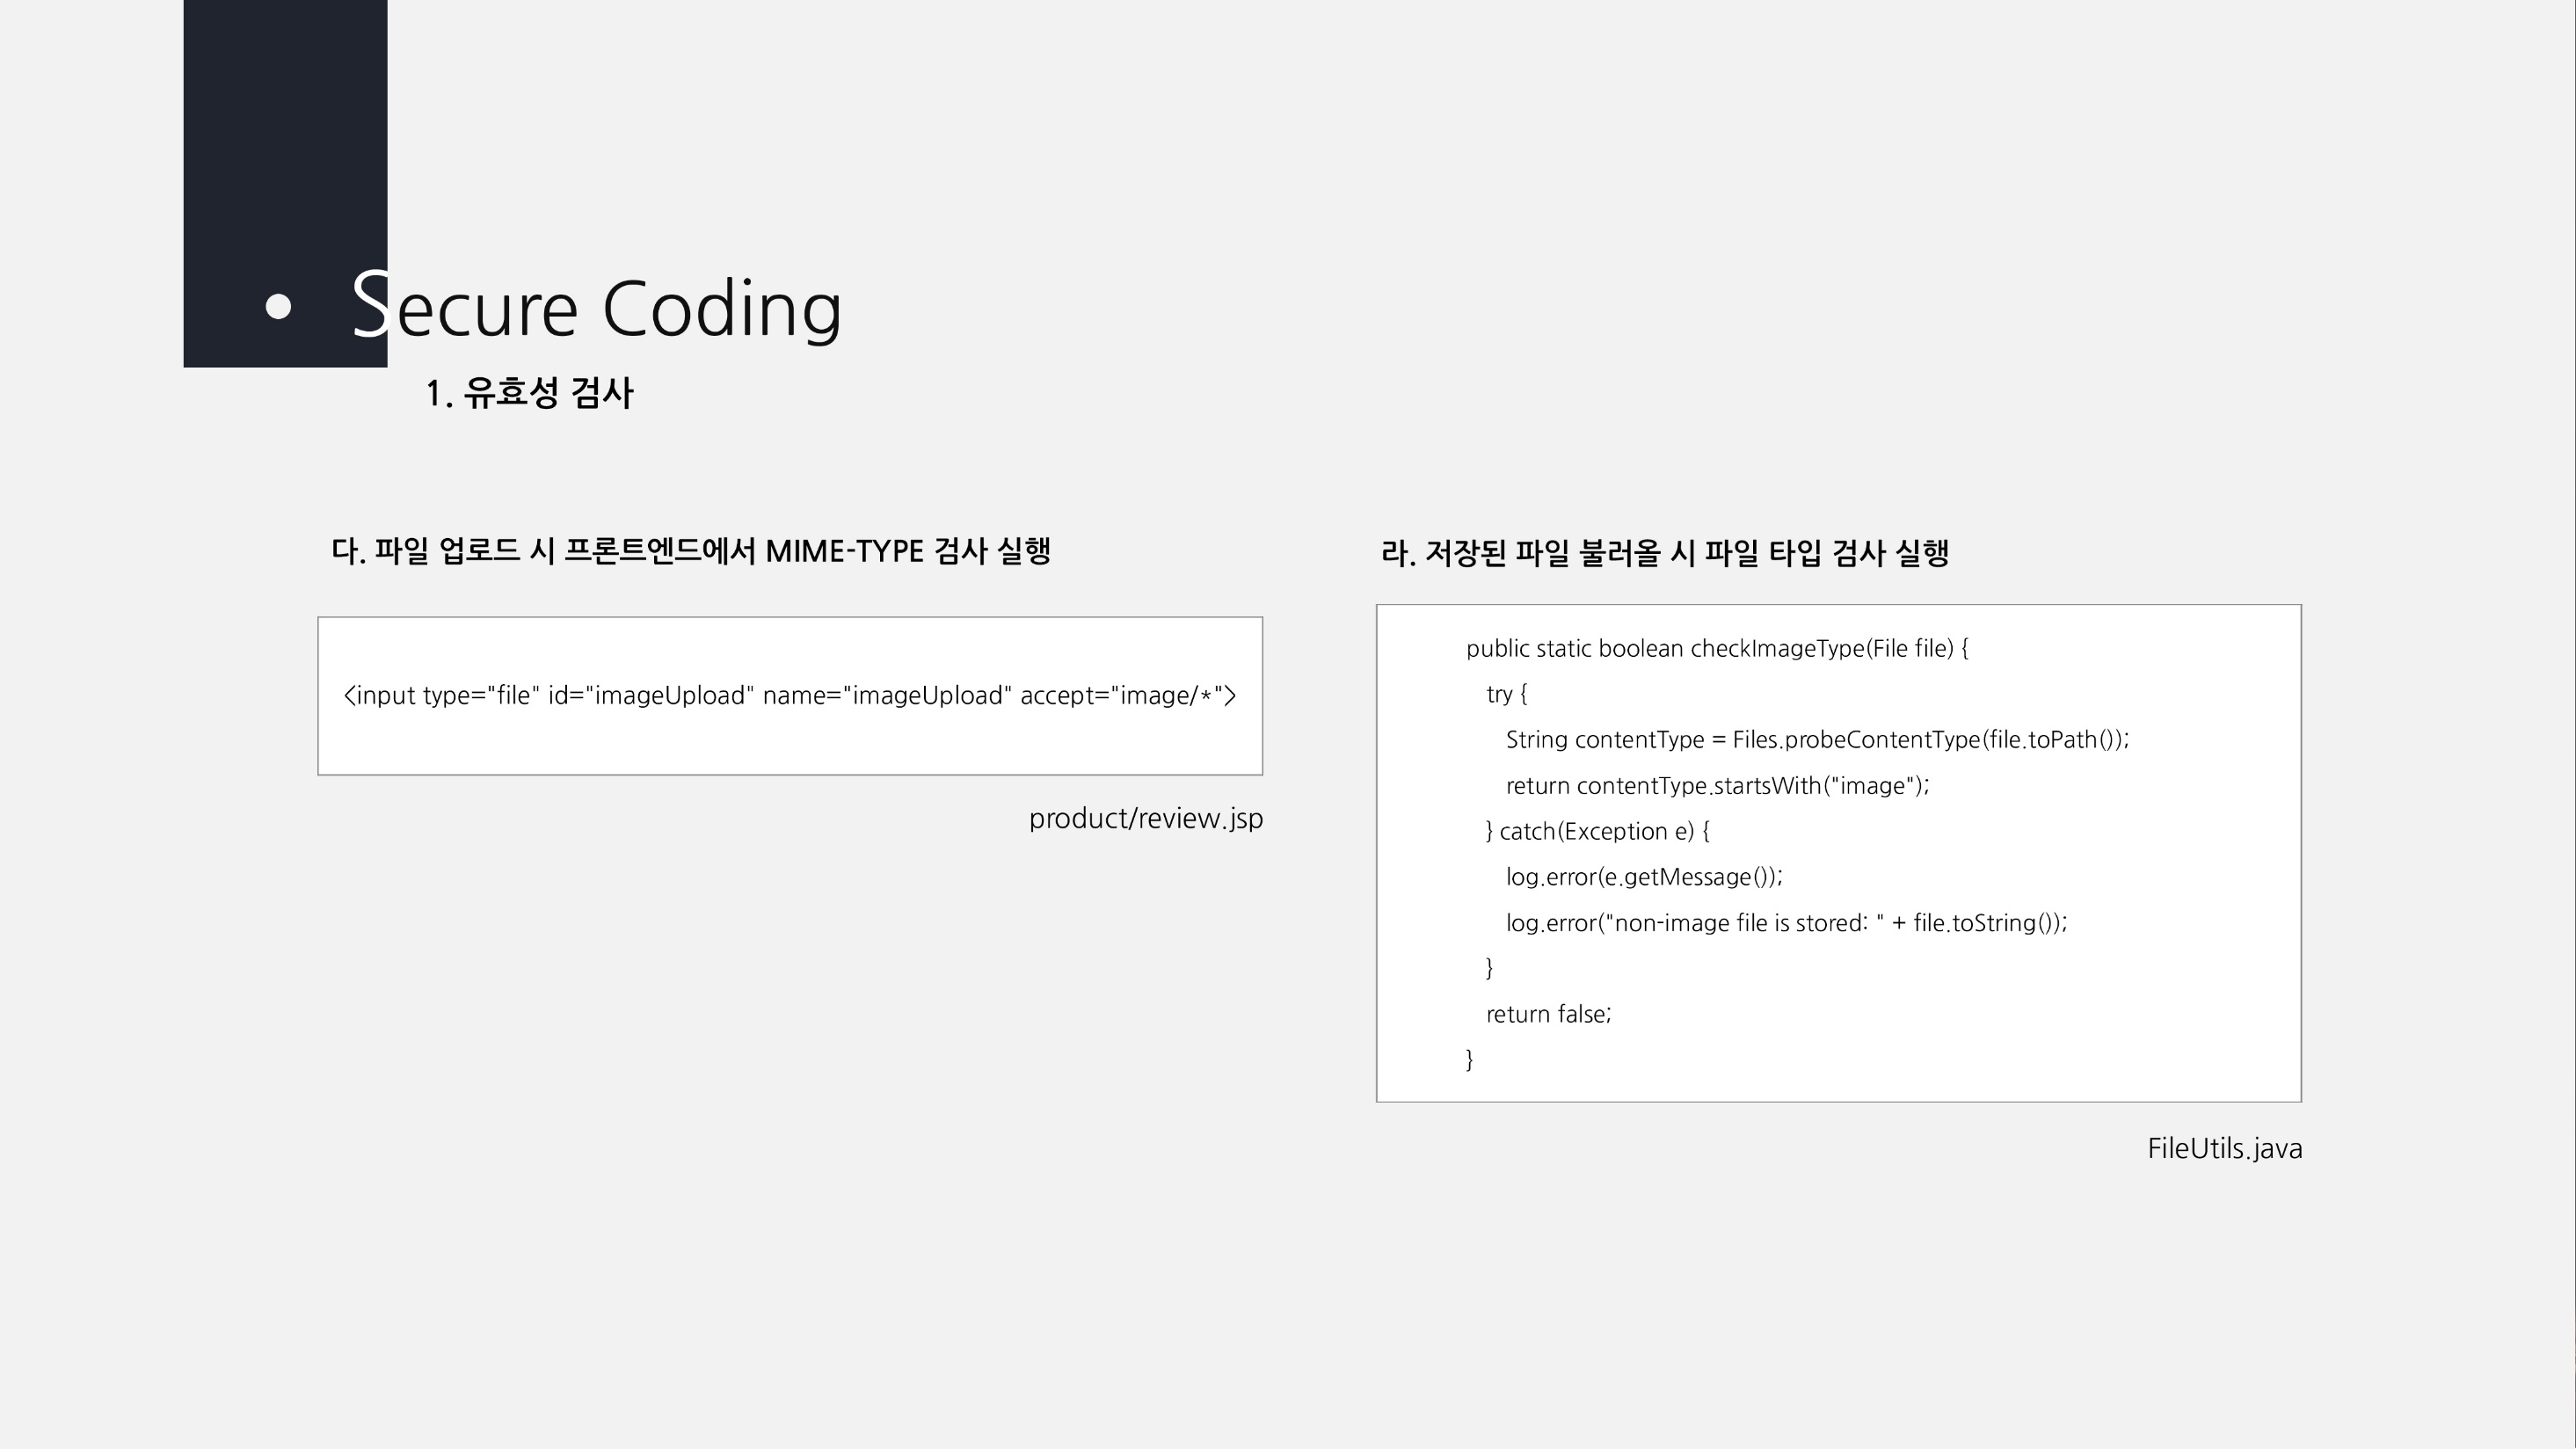 • Secure Coding
1. 유효성 검사
다. 파일 업로드 시 프론트엔드에서 MIME-TYPE 검사 실행
<input type="file" id="imageUpload" name="imageUpload" accept="image/*">
product/review.jsp
라. 저장된 파일 불러올 시 파일 타입 검사 실행
public static boolean checkImageType(File file) {
try {
String contentType = Files.probeContentType(file.toPath());
return contentType.startsWith("image");
} catch(Exception e) {
log.error(e.getMessage());
log.error("non-image file is stored: " + file.toString());
}
return false;
}
FileUtils.java